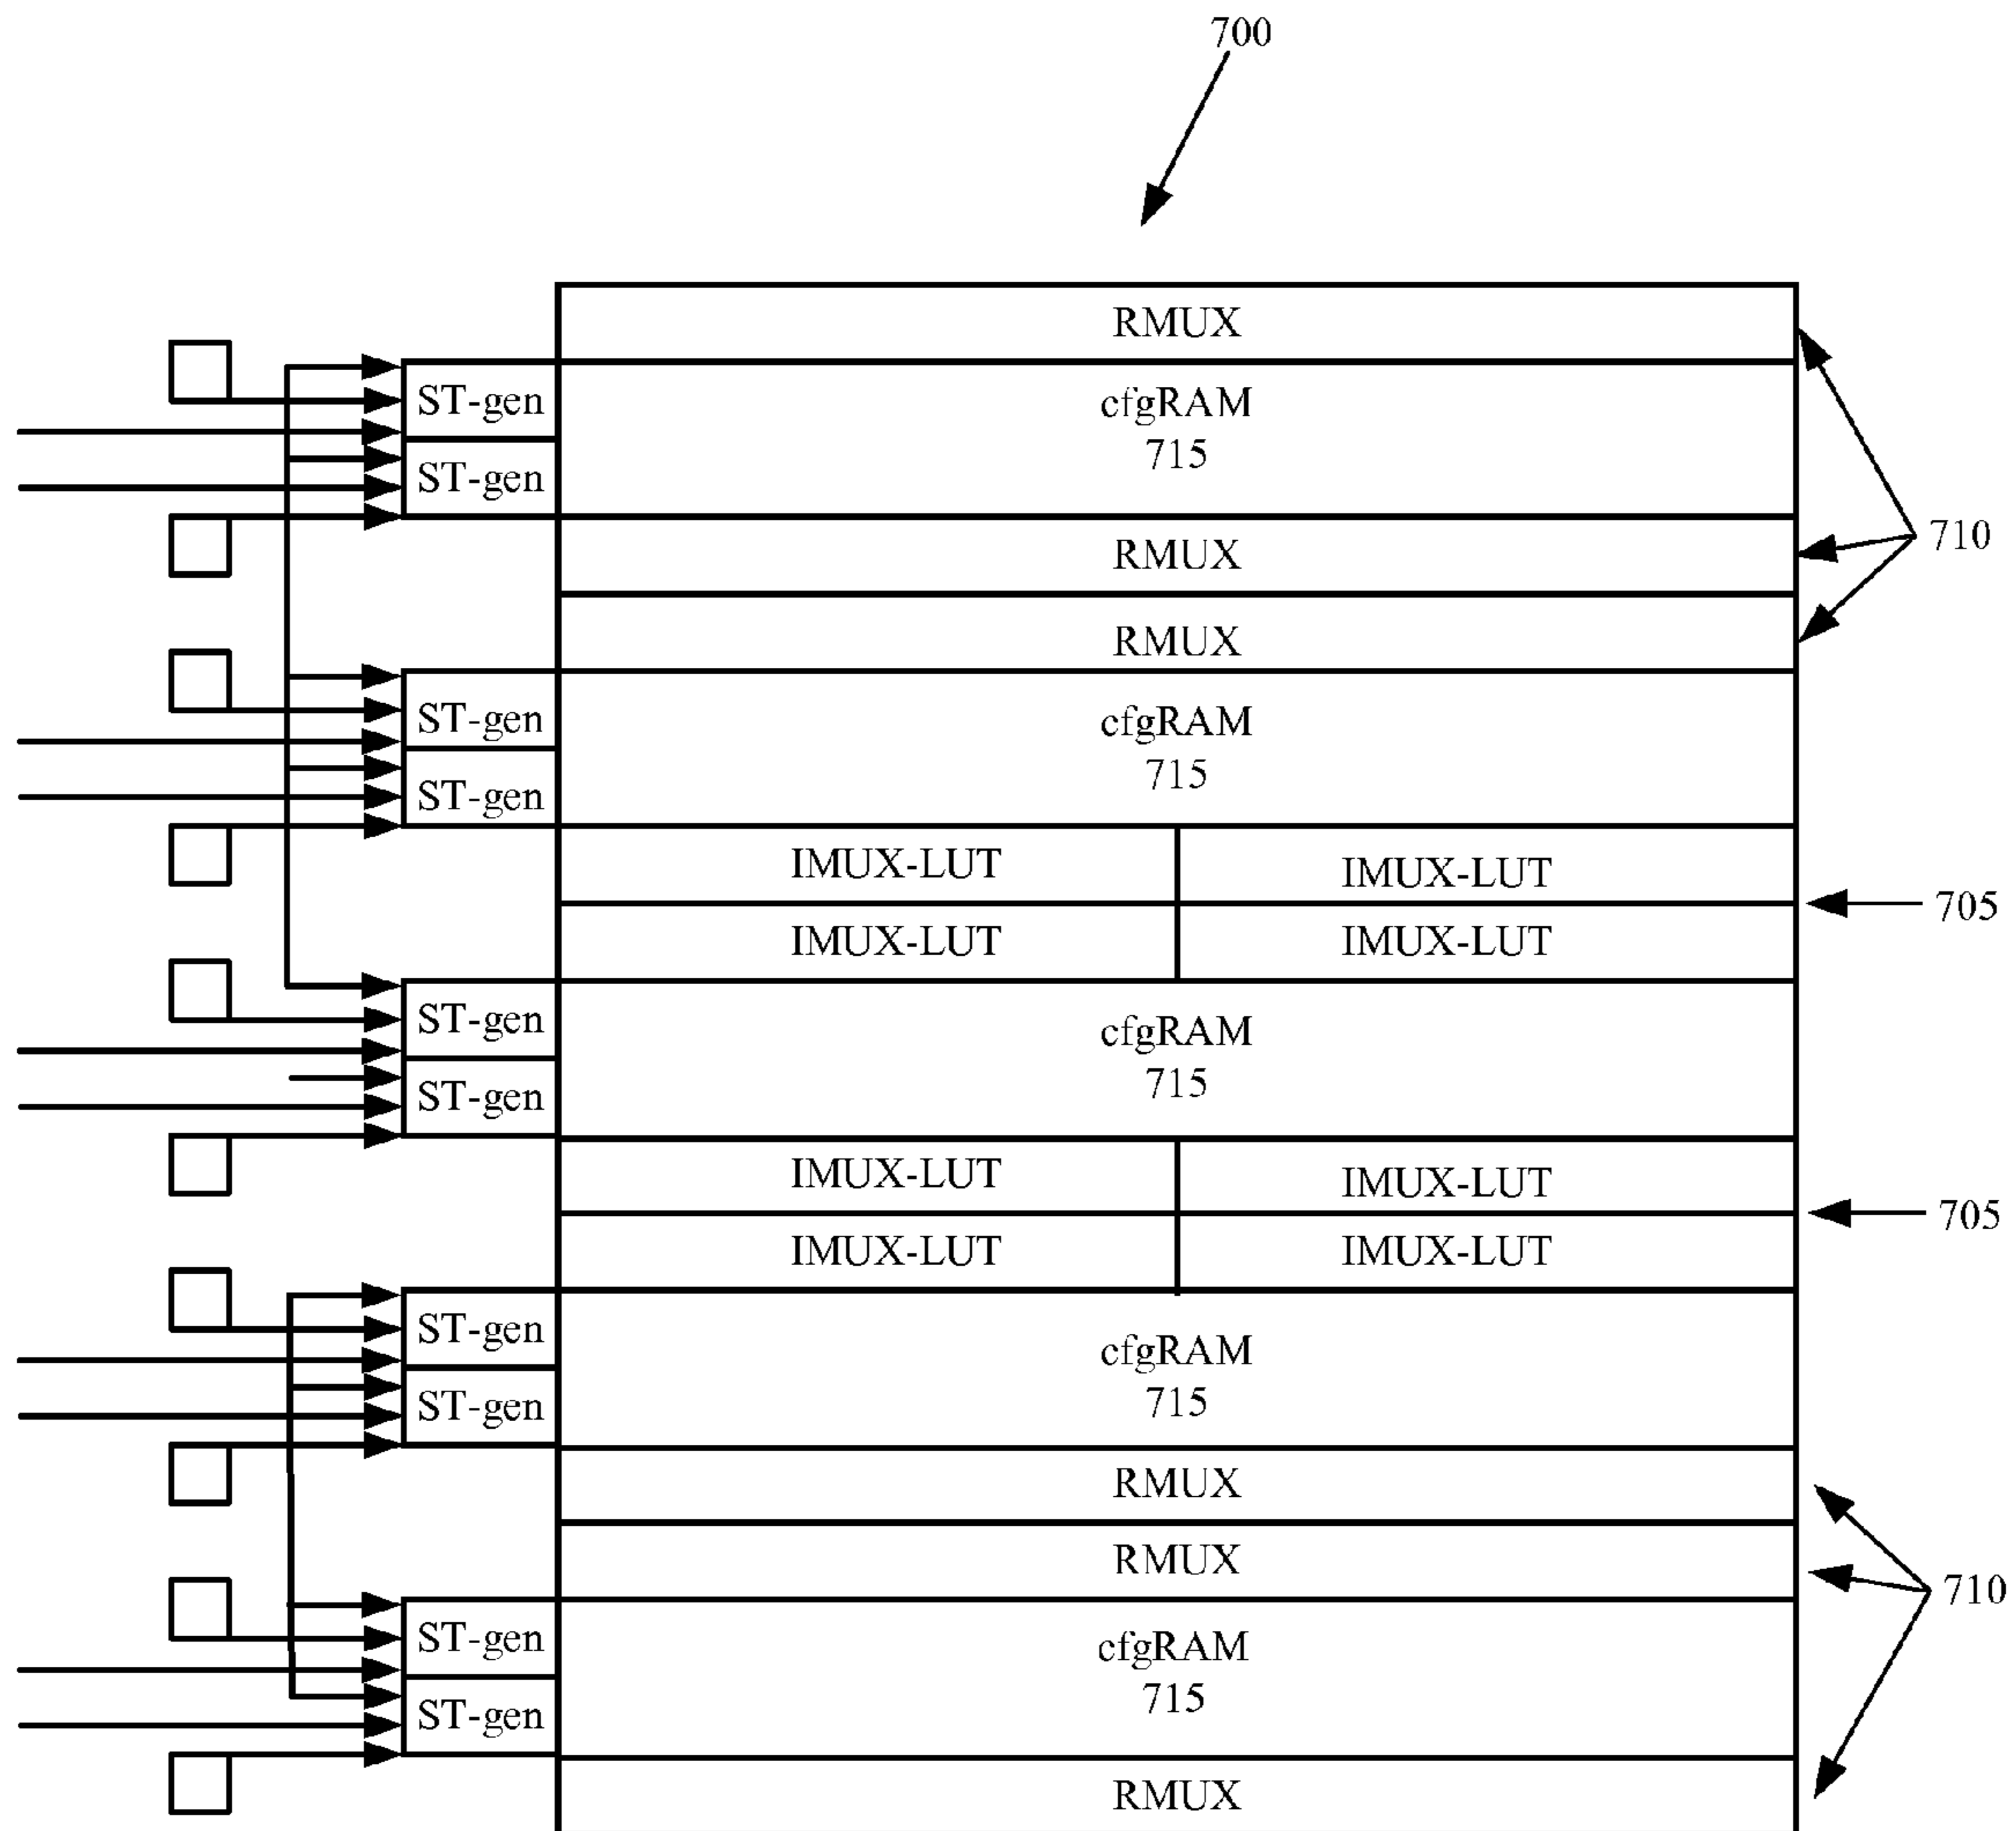 700
RMUX
ST-gen
cfgRAM
715
ST-gen
RMUX
710
RMUX
ST-gen
cfgRAM
715
ST-gen
IMUX-LUT IMUX-LUT
705
IMUX-LUT IMUX-LUT
ST-gen
cfgRAM
715
ST-gen
IMUX-LUT IMUX-LUT
705
IMUX-LUT IMUX-LUT
ST-gen
cfgRAM
715
ST-gen
RMUX
RMUX
710
ST-gen
cfgRAM
715
ST-gen
RMUX